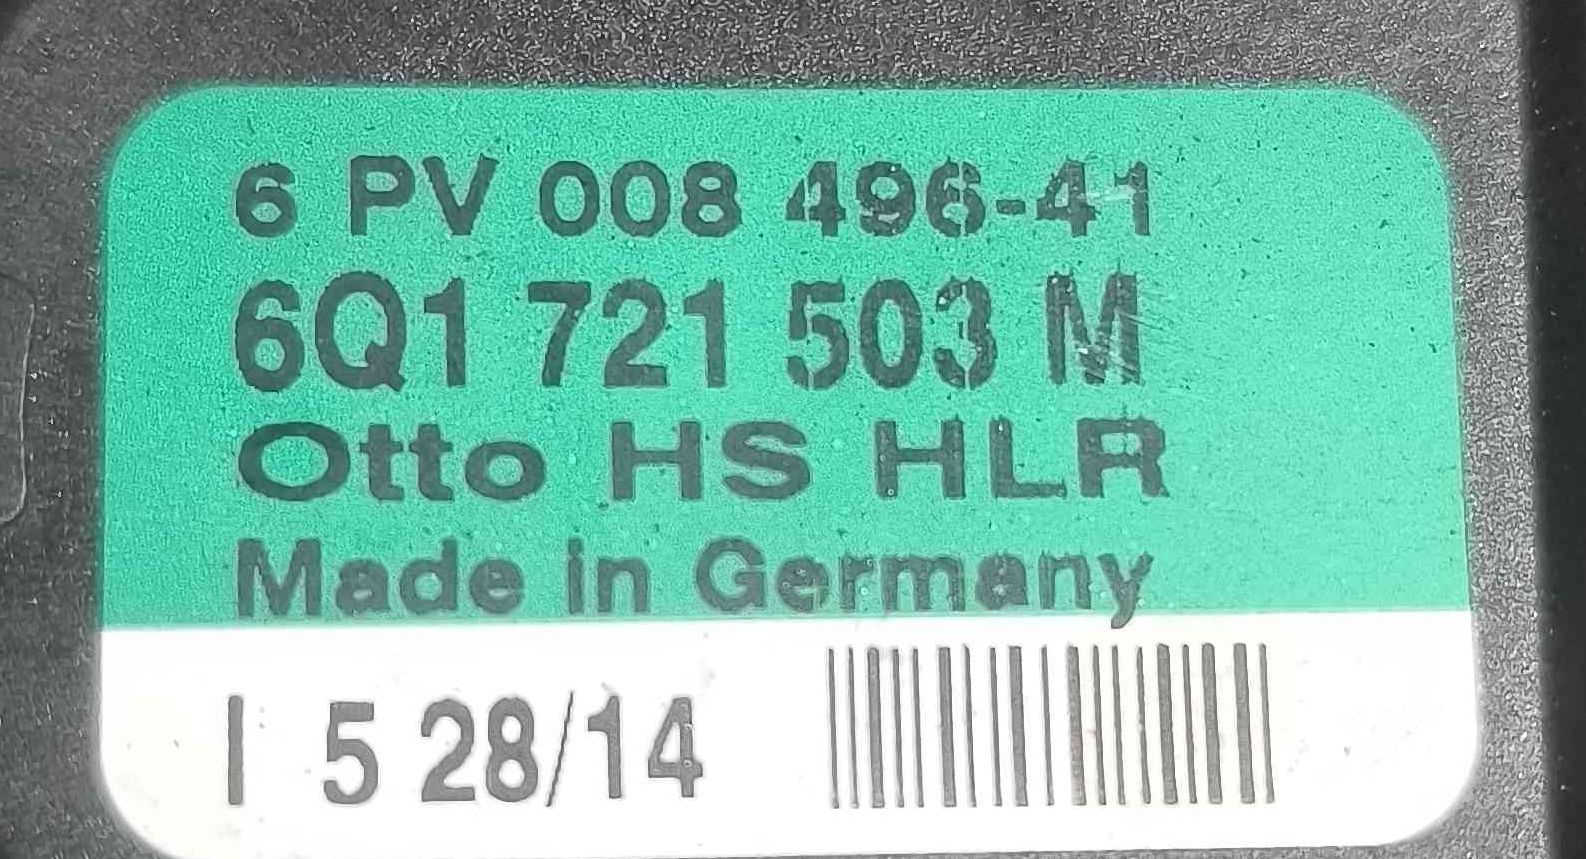 6 PV 008 496-41
6Q1 721 503 M
Otto HS HLR
Made in Germany
I 5 28/14